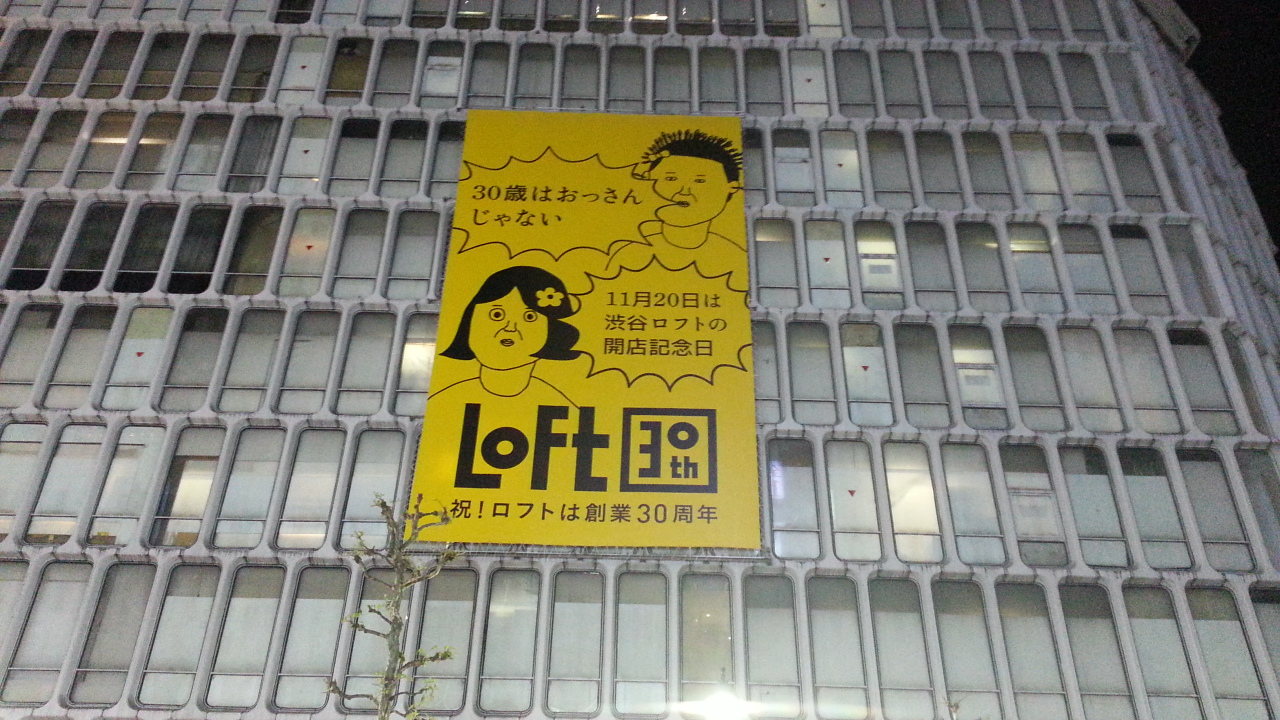 30歳はおっさん
じゃない
11月20日は
渋谷ロフトの
開店記念日
LoFt 30th
祝!ロフトは創業30周年